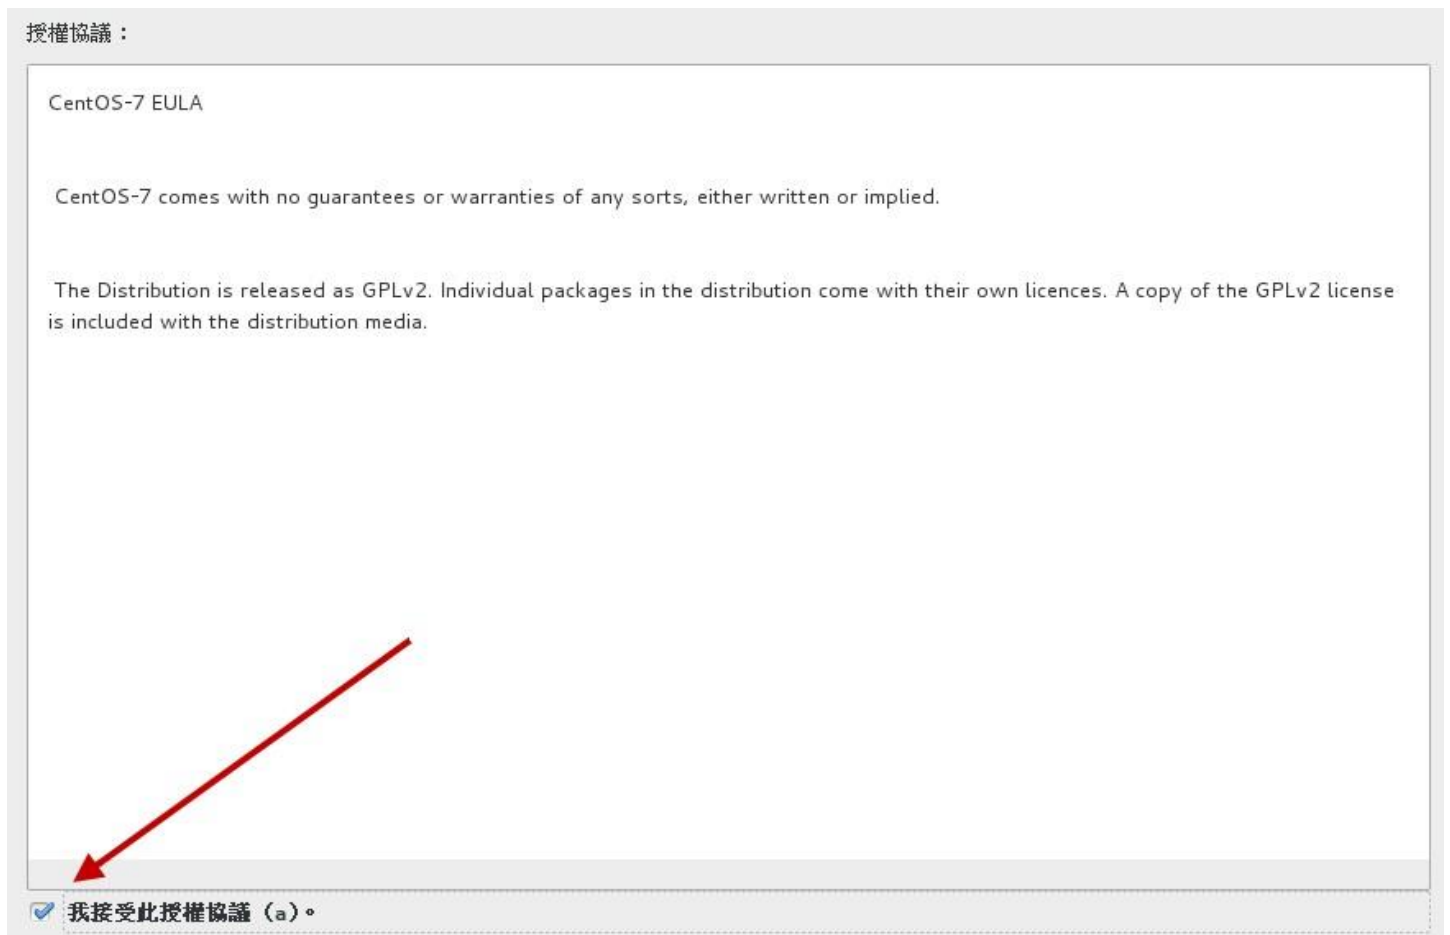 授權協議：
CentOS-7 EULA
CentOS-7 comes with no guarantees or warranties of any sorts, either written or implied.
The Distribution is released as GPLv2. Individual packages in the distribution come with their own licences. A copy of the GPLv2 license
is included with the distribution media.
我接受此授權協議（a）。